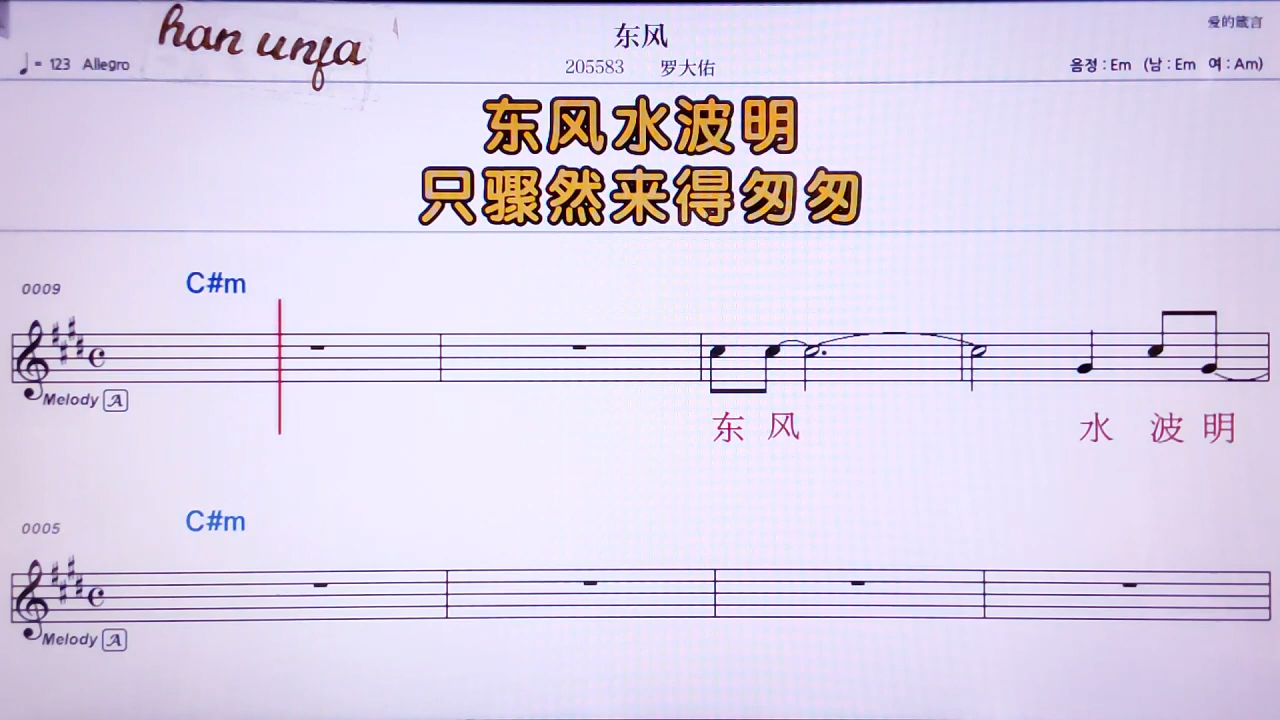 han unja
东风
爱的箴言
♩= 123 Allegro
205583 罗大佑
음정 : Em (남 : Em 여 : Am)
东风水波明
只骤然来得匆匆
C#m
0009
Melody A
东 风 水 波 明
C#m
0005
Melody A